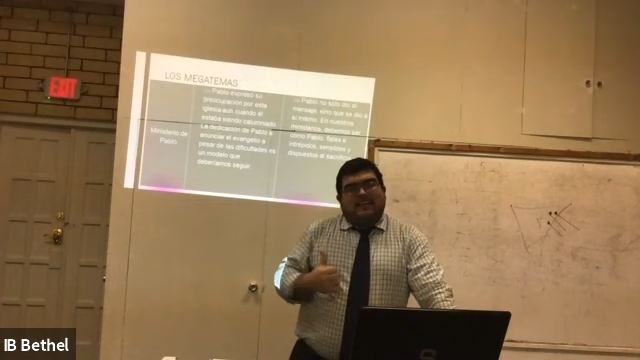 EXIT
LOS MEGATEMAS
Ministerio de
Pablo
Pablo expresó su
preocupación por esta
iglesia aun cuando él
estaba siendo calumniado.
La dedicación de Pablo a
anunciar el evangelio a
pesar de las dificultades es
un modelo que
deberíamos seguir.
Pablo no sólo dio el
mensaje, sino que se dio a
sí mismo. En nuestros
ministerios, debemos ser
como Pablo: fieles e
intrépidos, sensibles y
dispuestos al sacrificio.
IB Bethel